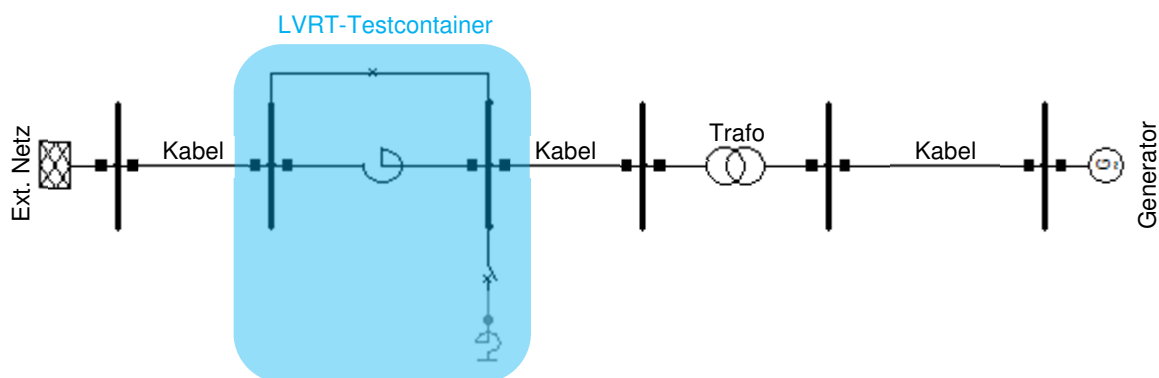 LVRT-Testcontainer
Ext. Netz
Kabel
Kabel
Trafo
Kabel
G~
Generator